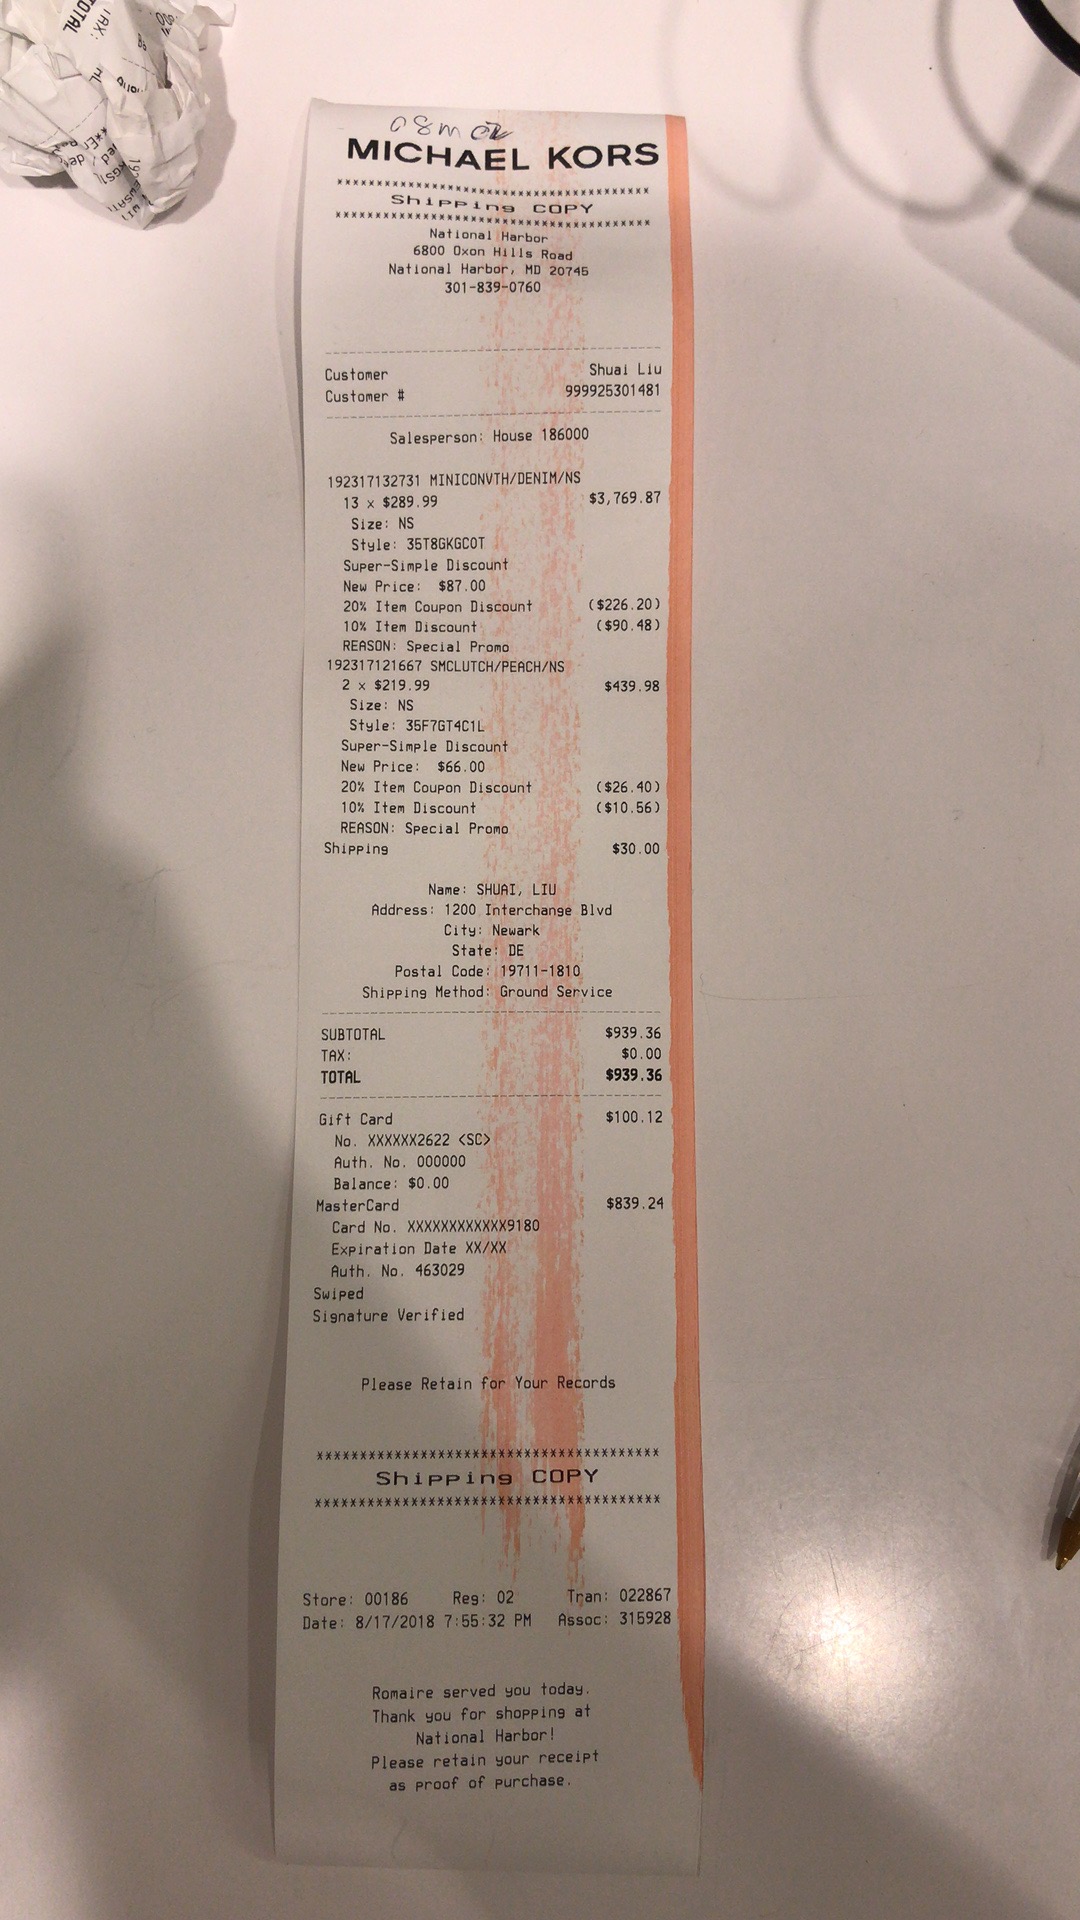 MICHAEL KORS
****************************************
Shipping COPY
****************************************
National Harbor
6800 Oxon Hills Road
National Harbor, MD 20745
301-839-0760
Customer Shuai Liu
Customer # 999925301481
Salesperson: House 186000
192317132731 MINICONVTH/DENIM/NS
13 x $289.99 $3,769.87
Size: NS
Style: 35T8GKGC0T
Super-Simple Discount
New Price: $87.00
20% Item Coupon Discount ($226.20)
10% Item Discount ($90.48)
REASON: Special Promo
192317121667 SMCLUTCH/PEACH/NS
2 x $219.99 $439.98
Size: NS
Style: 35F7GT4C1L
Super-Simple Discount
New Price: $66.00
20% Item Coupon Discount ($26.40)
10% Item Discount ($10.56)
REASON: Special Promo
Shipping $30.00
Name: SHUAI, LIU
Address: 1200 Interchange Blvd
City: Newark
State: DE
Postal Code: 19711-1810
Shipping Method: Ground Service
SUBTOTAL $939.36
TAX: $0.00
TOTAL $939.36
Gift Card $100.12
No. XXXXXX2622 <SC>
Auth. No. 000000
Balance: $0.00
MasterCard $839.24
Card No. XXXXXXXXXXXX9180
Expiration Date XX/XX
Auth. No. 463029
Swiped
Signature Verified
Please Retain for Your Records
****************************************
Shipping COPY
****************************************
Store: 00186 Reg: 02 Tran: 022867
Date: 8/17/2018 7:55:32 PM Assoc: 315928
Romaire served you today.
Thank you for shopping at
National Harbor!
Please retain your receipt
as proof of purchase.
TOTAL
TAX: